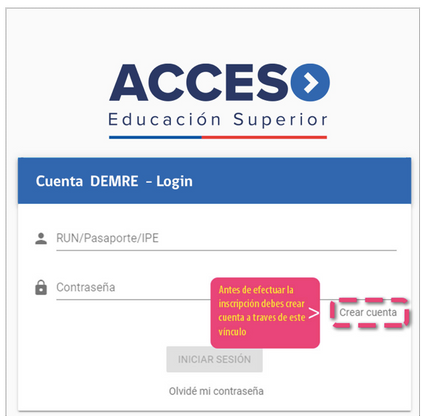 ACCESO
Educación Superior
Cuenta DEMRE - Login
RUN/Pasaporte/IPE
Contraseña
Antes de efectuar la
inscripción debes crear
cuenta a traves de este
vínculo
>
Crear cuenta
INICIAR SESIÓN
Olvidé mi contraseña